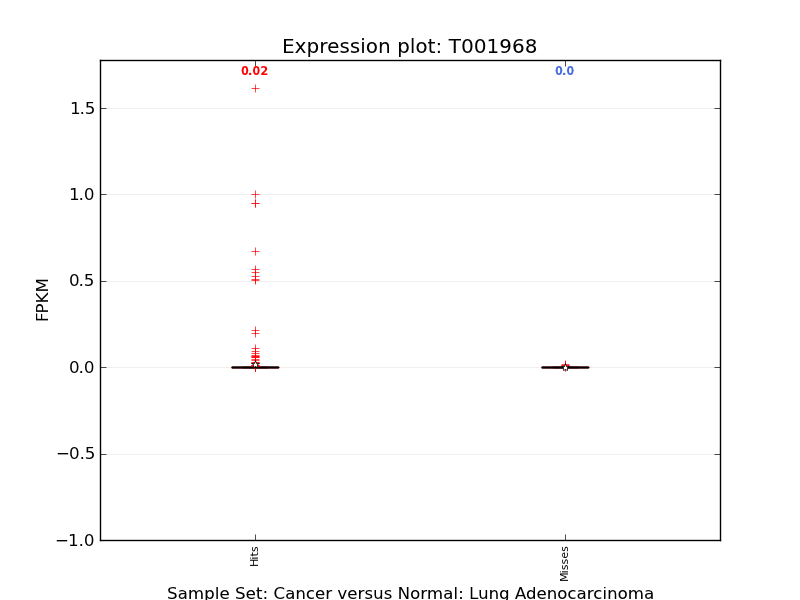 Expression plot: T001968
0.02
0.0
1.5
1.0
0.5
0.0
−0.5
−1.0
FPKM
Hits
Misses
Sample Set: Cancer versus Normal: Lung Adenocarcinoma